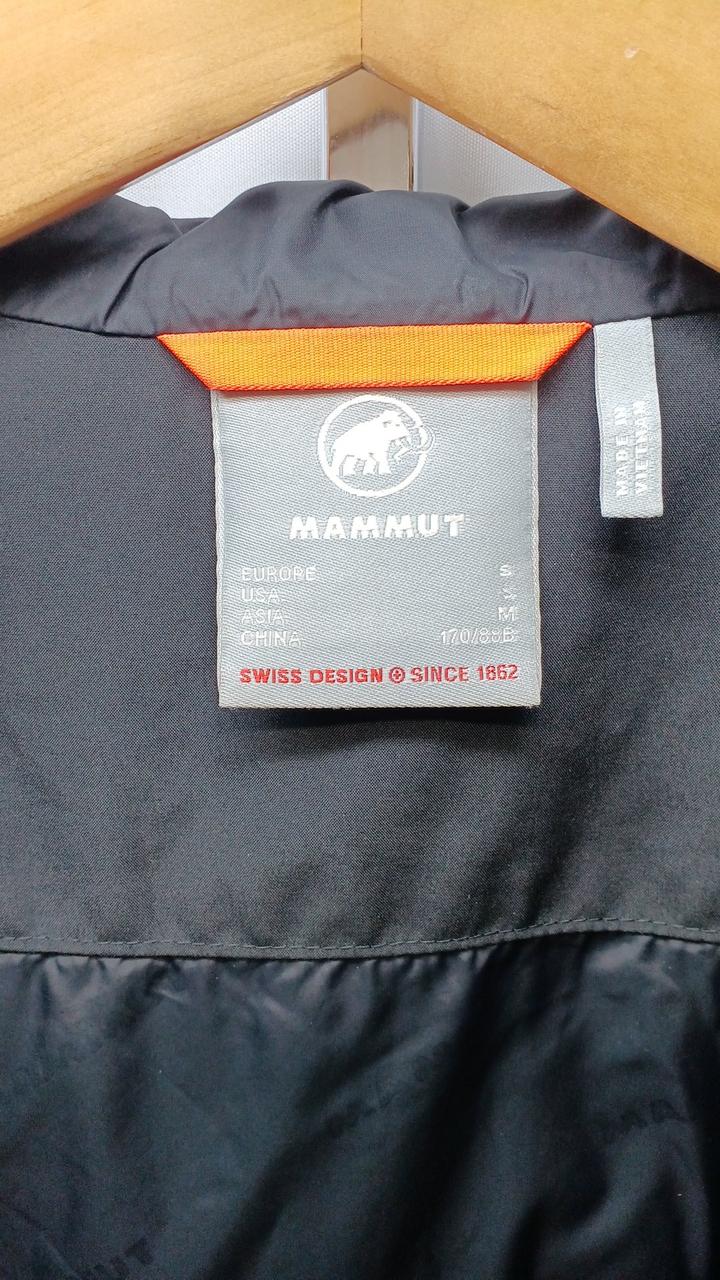 MAMMUT
EUROPE S
USA S
ASIA M
CHINA 170/88B
SWISS DESIGN SINCE 1862
MADE IN
VIETNAM